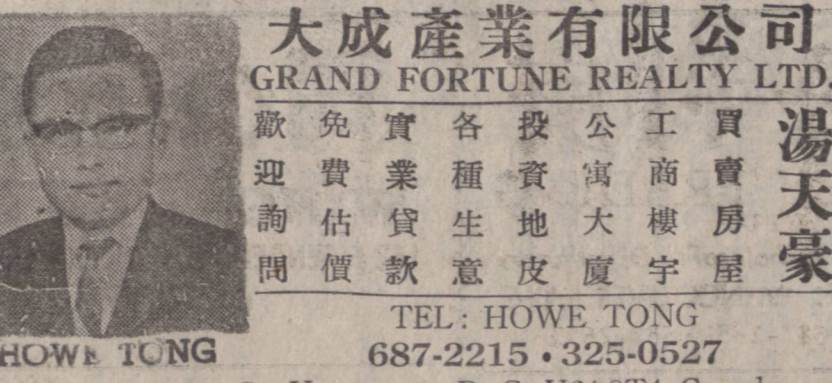 大成產業有限公司
GRAND FORTUNE REALTY LTD.
湯天豪
買賣房屋
工商樓宇
公寓大廈
投資地皮
各種生意
實業貸款
免費估價
歡迎詢問
TEL: HOWE TONG
687-2215 • 325-0527
HOWE TONG